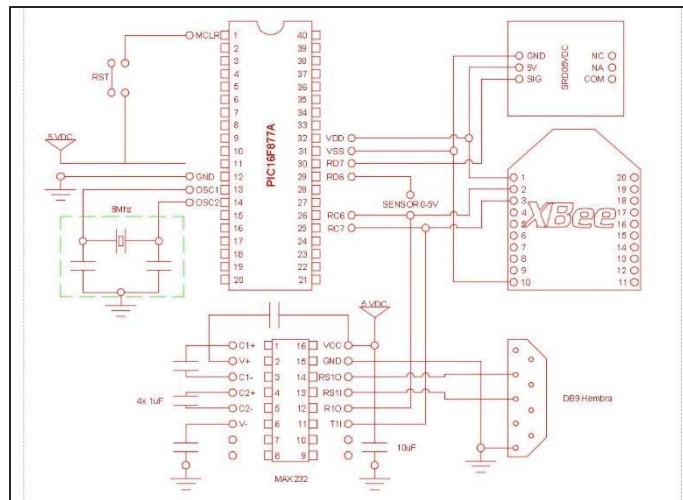 MCLR
RST
5 VDC
GND
OSC1
OSC2
8Mhz
PIC16F877A
1
2
3
4
5
6
7
8
9
10
11
12
13
14
15
16
17
18
19
20
40
39
38
37
36
35
34
33
32
31
30
29
28
27
26
25
24
23
22
21
VDD
VSS
RD7
RD6
SENSOR 0-5V
RC6
RC7
GND
5V
SIG
SRD05VDC
NC
NA
COM
XBee
1
2
3
4
5
6
7
8
9
10
20
19
18
17
16
15
14
13
12
11
C1+
V+
C1-
C2+
C2-
V-
4x 1uF
1
2
3
4
5
6
7
8
16
15
14
13
12
11
10
9
MAX232
5 VDC
VCC
GND
RS1O
RS1I
R1O
T1I
10uF
DB9 Hembra